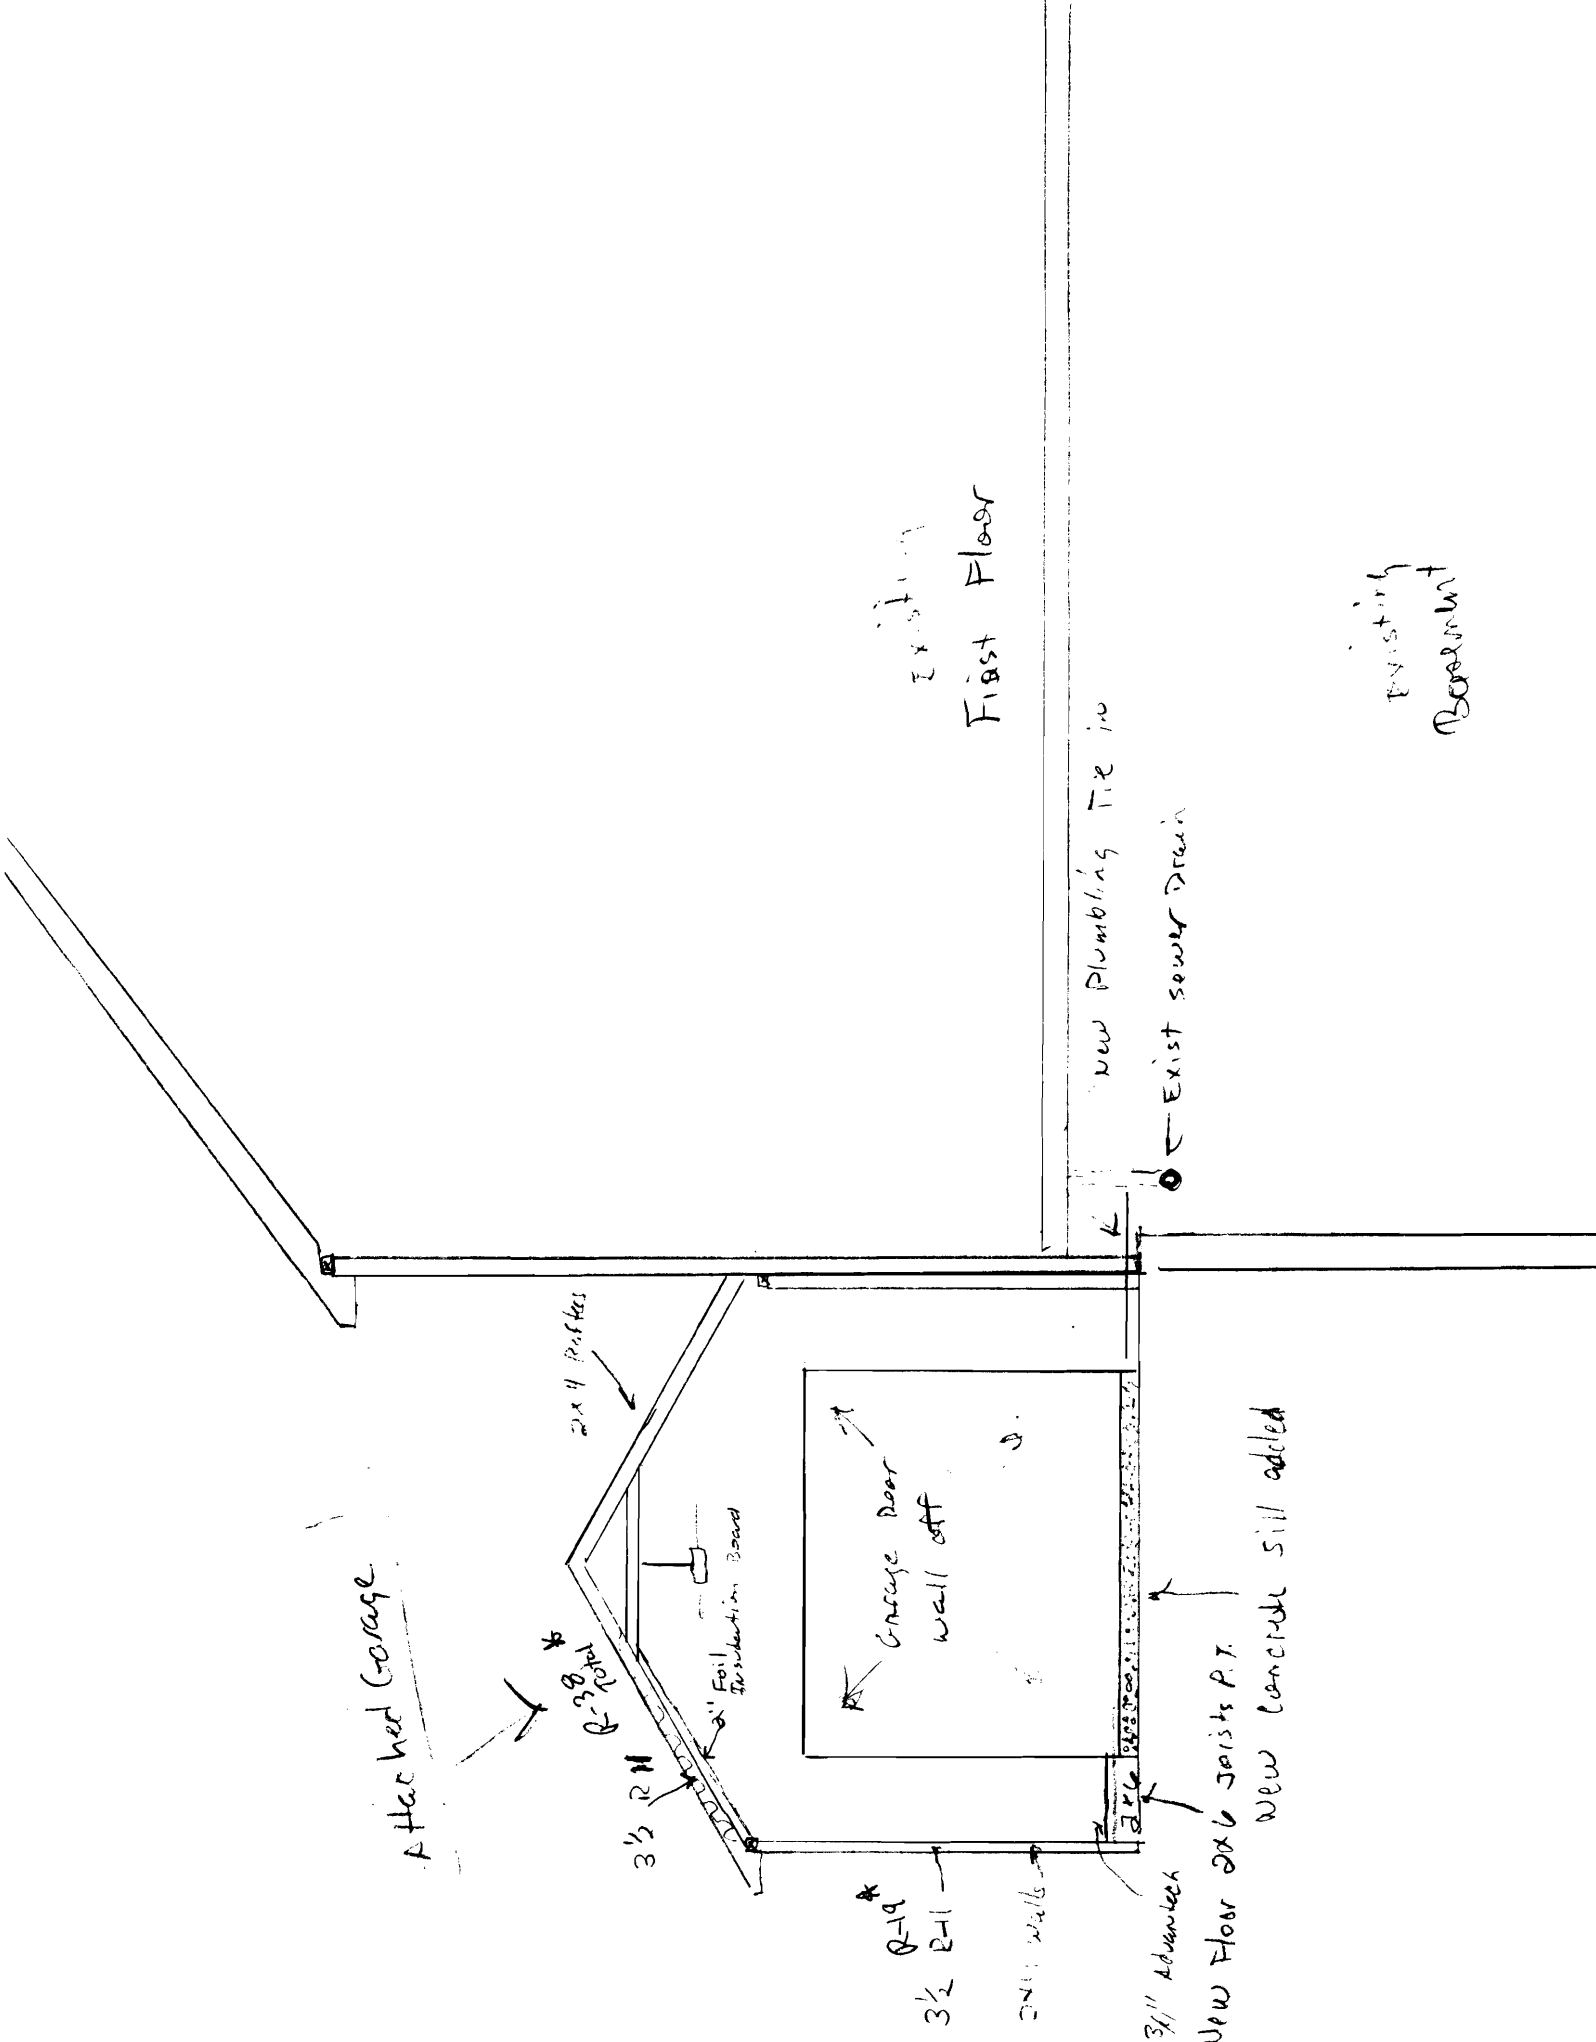 Attached Garage
2x4 Rafters
R-38 *
Total
3½ R11
2" Foil
Insulation Board
Garage Door
wall off
R-19 *
3½ R-11
2x4 walls
3/4" Advantech
2x6
New Floor 2x6 Joists P.T.
New Concrete Sill added
Existing
First Floor
New Plumbling Tie in
Exist sewer Drain
Existing
Basement